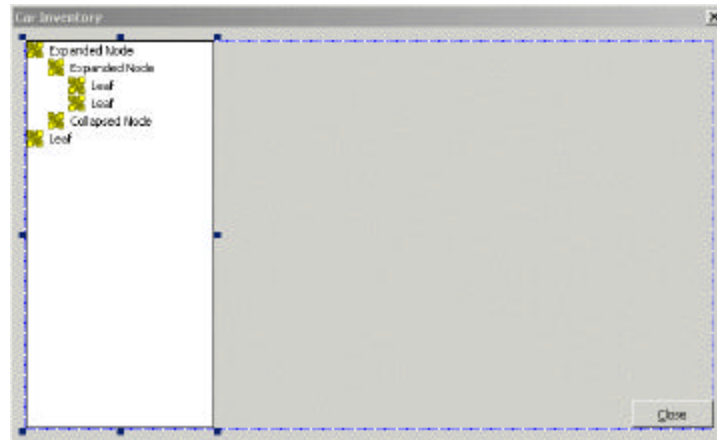 Car Inventory
Expanded Node
Expanded Node
Leaf
Leaf
Collapsed Node
Leaf
Close